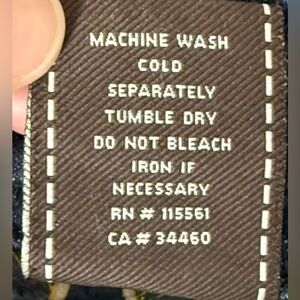 MACHINE WASH
COLD
SEPARATELY
TUMBLE DRY
DO NOT BLEACH
IRON IF
NECESSARY
RN # 115561
CA # 34460